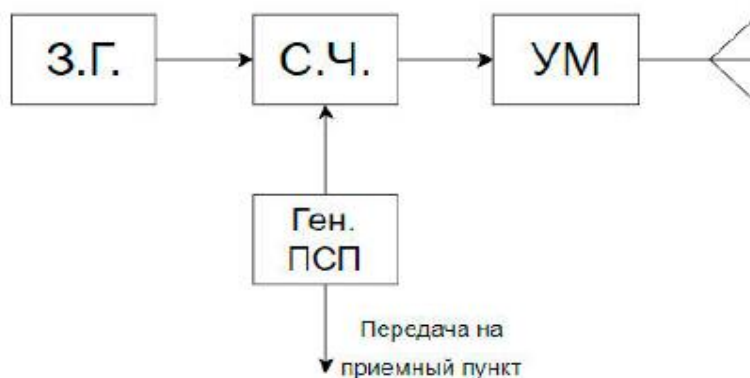 З.Г.
С.Ч.
УМ
Ген.
ПСП
Передача на
приемный пункт